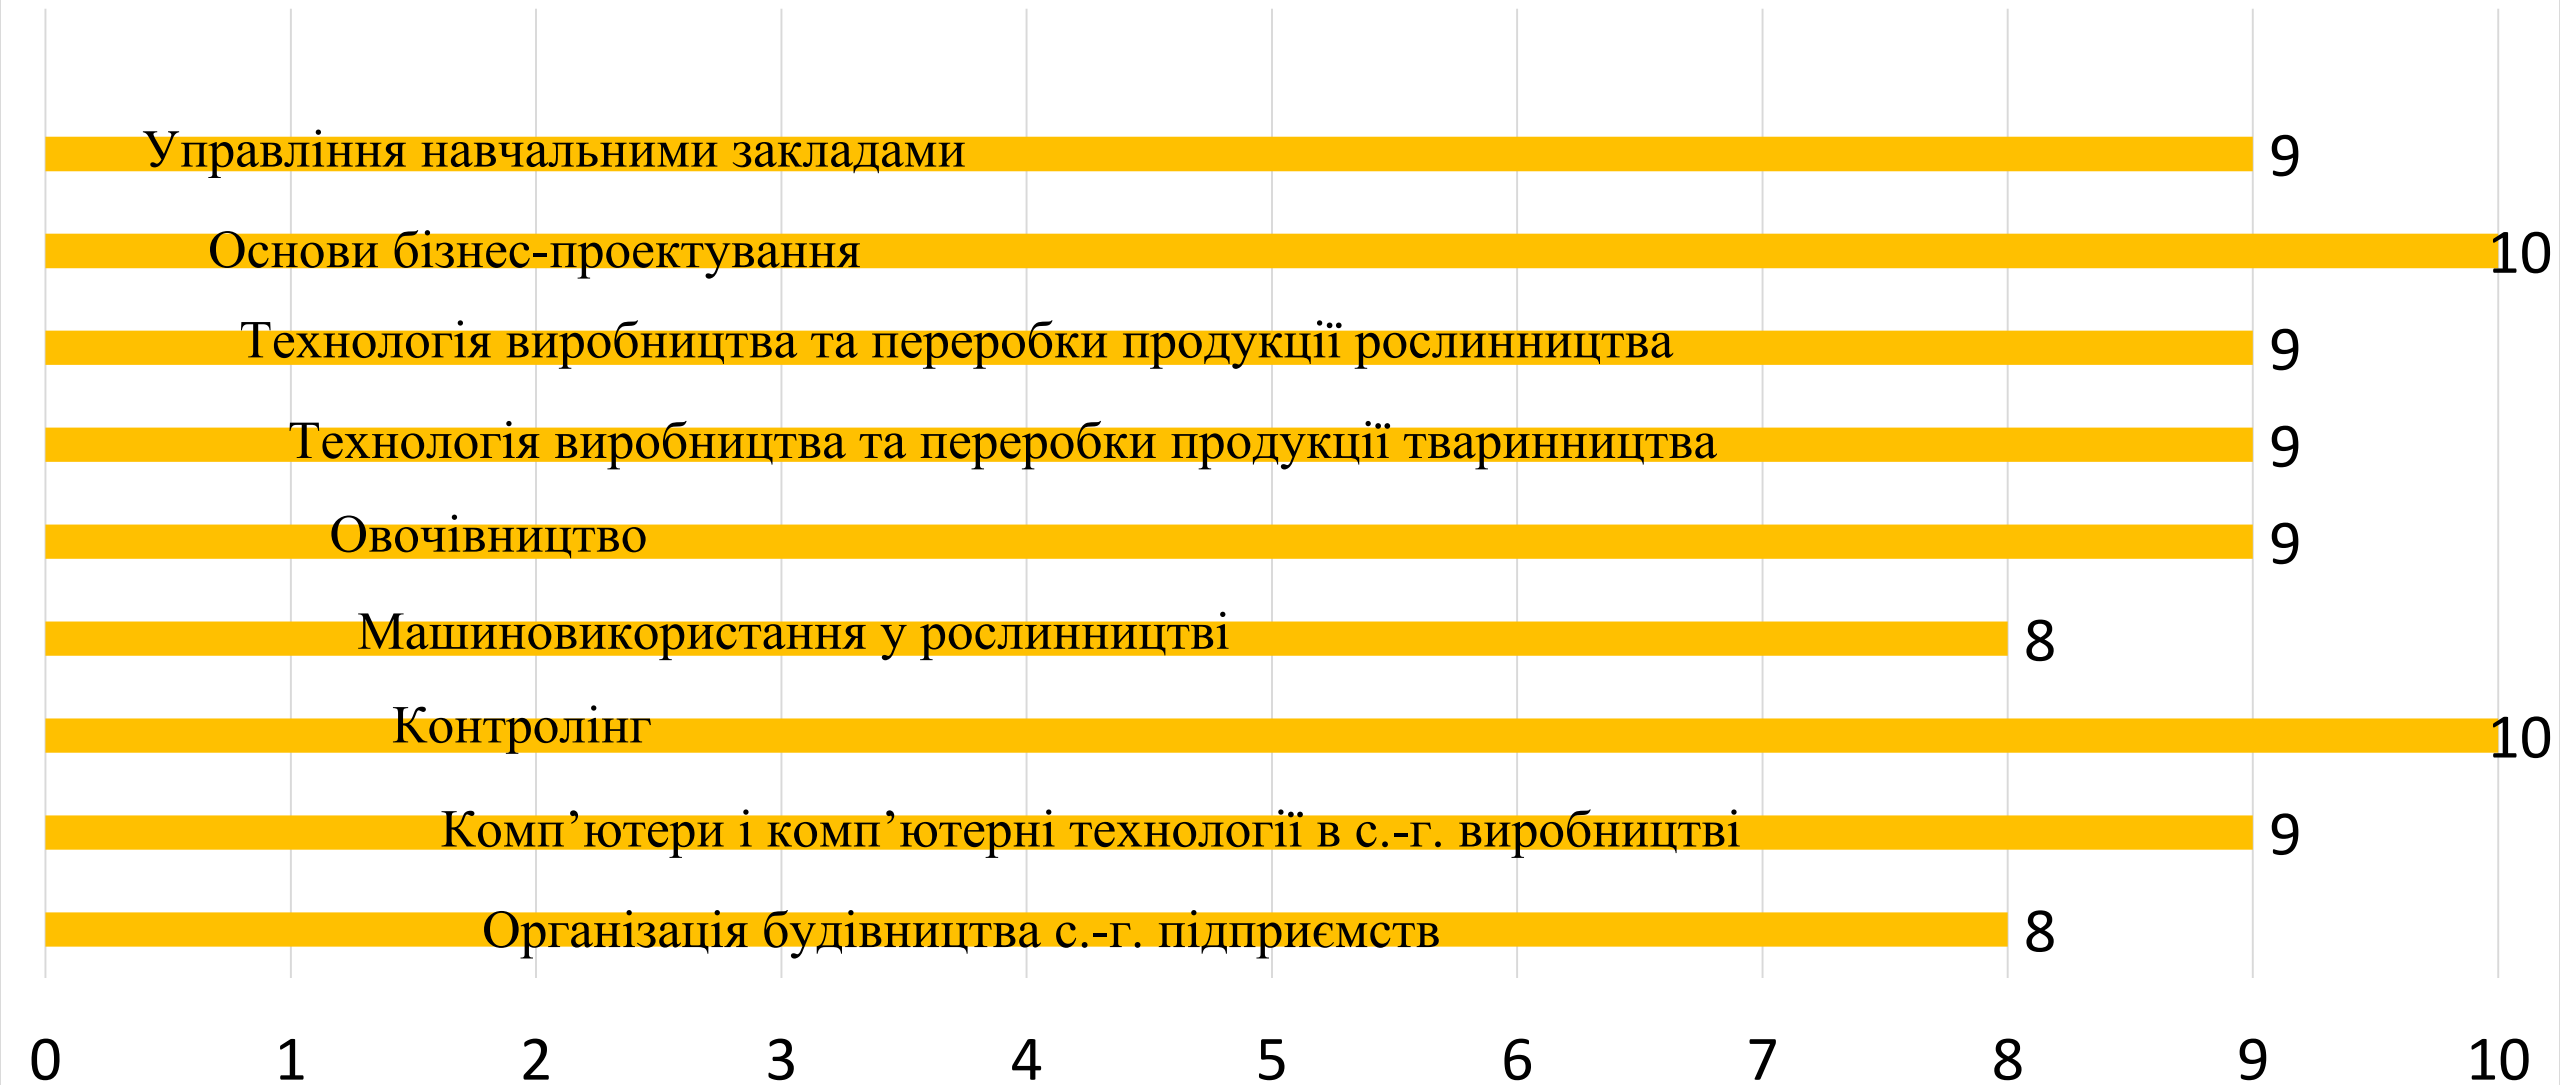 Управління навчальними закладами 9
Основи бізнес-проектування 10
Технологія виробництва та переробки продукції рослинництва 9
Технологія виробництва та переробки продукції тваринництва 9
Овочівництво 9
Машиновикористання у рослинництві 8
Контролінг 10
Комп’ютери і комп’ютерні технології в с.-г. виробництві 9
Організація будівництва с.-г. підприємств 8
0 1 2 3 4 5 6 7 8 9 10